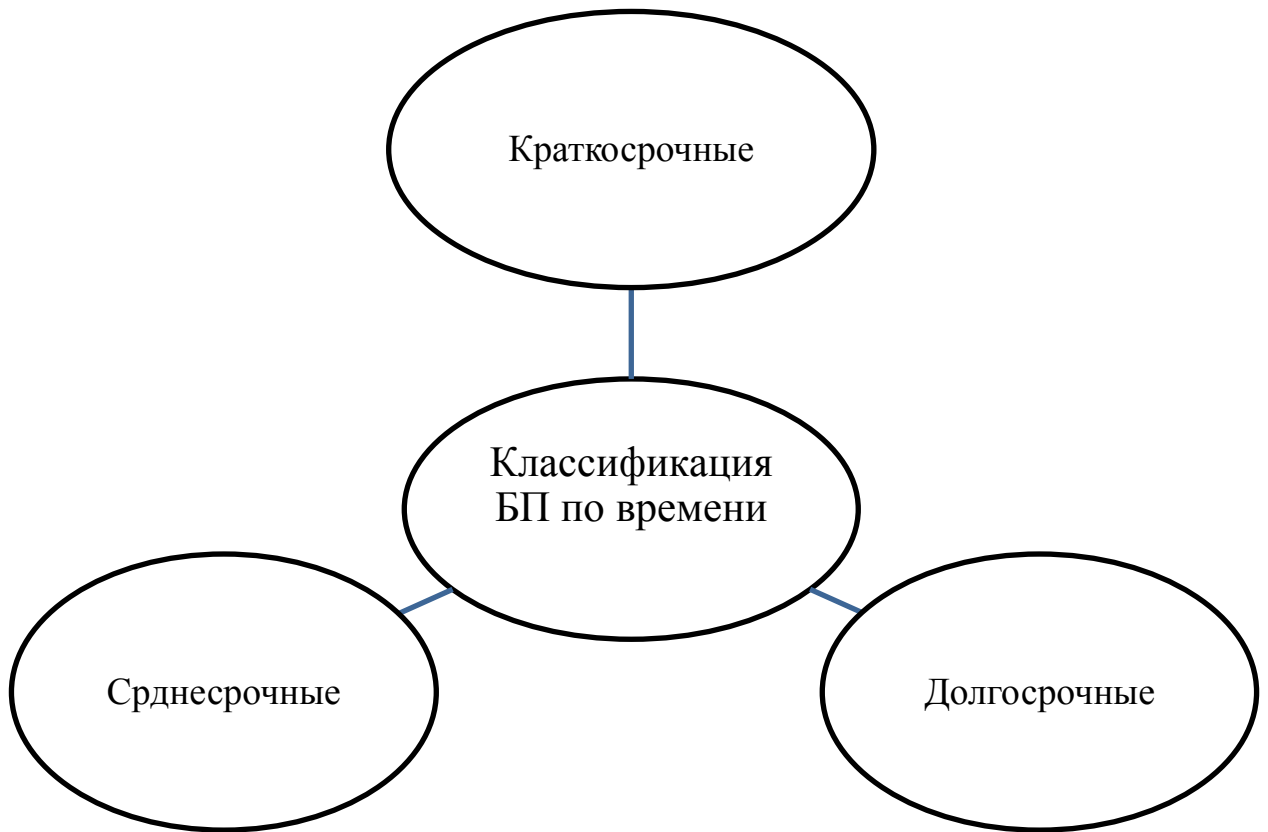 Краткосрочные
Классификация
БП по времени
Срднесрочные
Долгосрочные